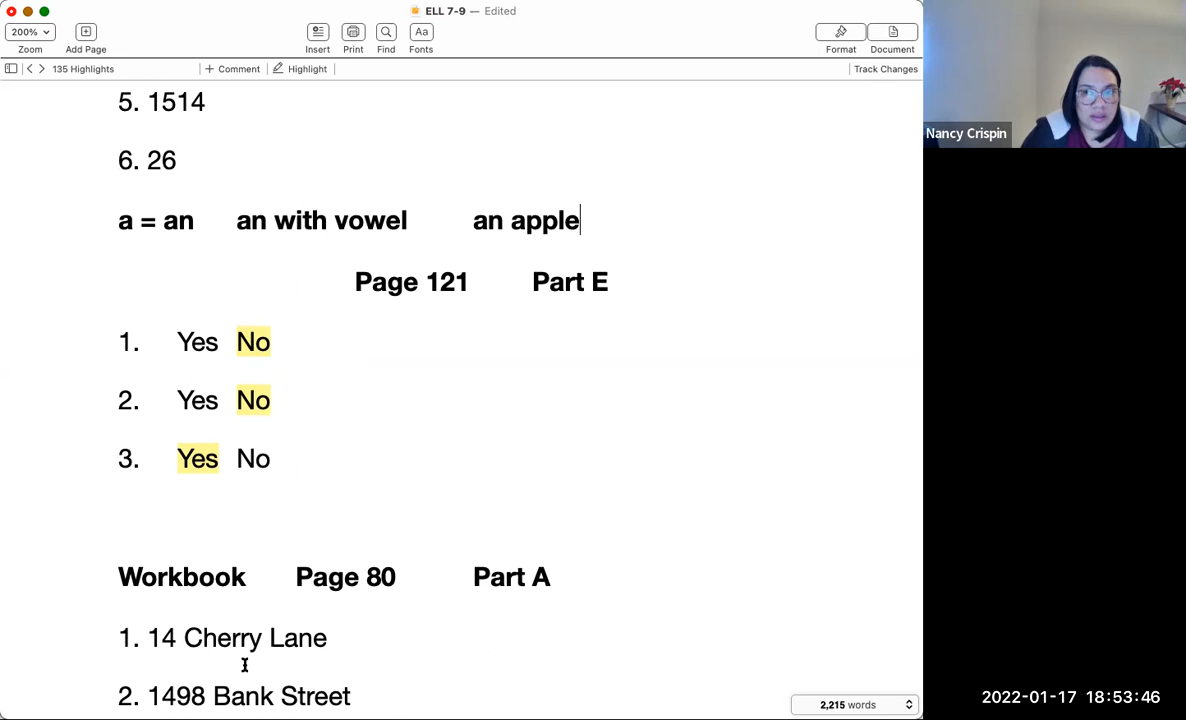 ELL 7-9 — Edited
200%
Zoom
Add Page
Insert
Print
Find
Aa
Fonts
Format
Document
135 Highlights
+ Comment
Highlight
Track Changes
5. 1514
6. 26
a = an an with vowel an apple
Page 121 Part E
1. Yes No
2. Yes No
3. Yes No
Workbook Page 80 Part A
1. 14 Cherry Lane
2. 1498 Bank Street
2,215 words
Nancy Crispin
2022-01-17 18:53:46